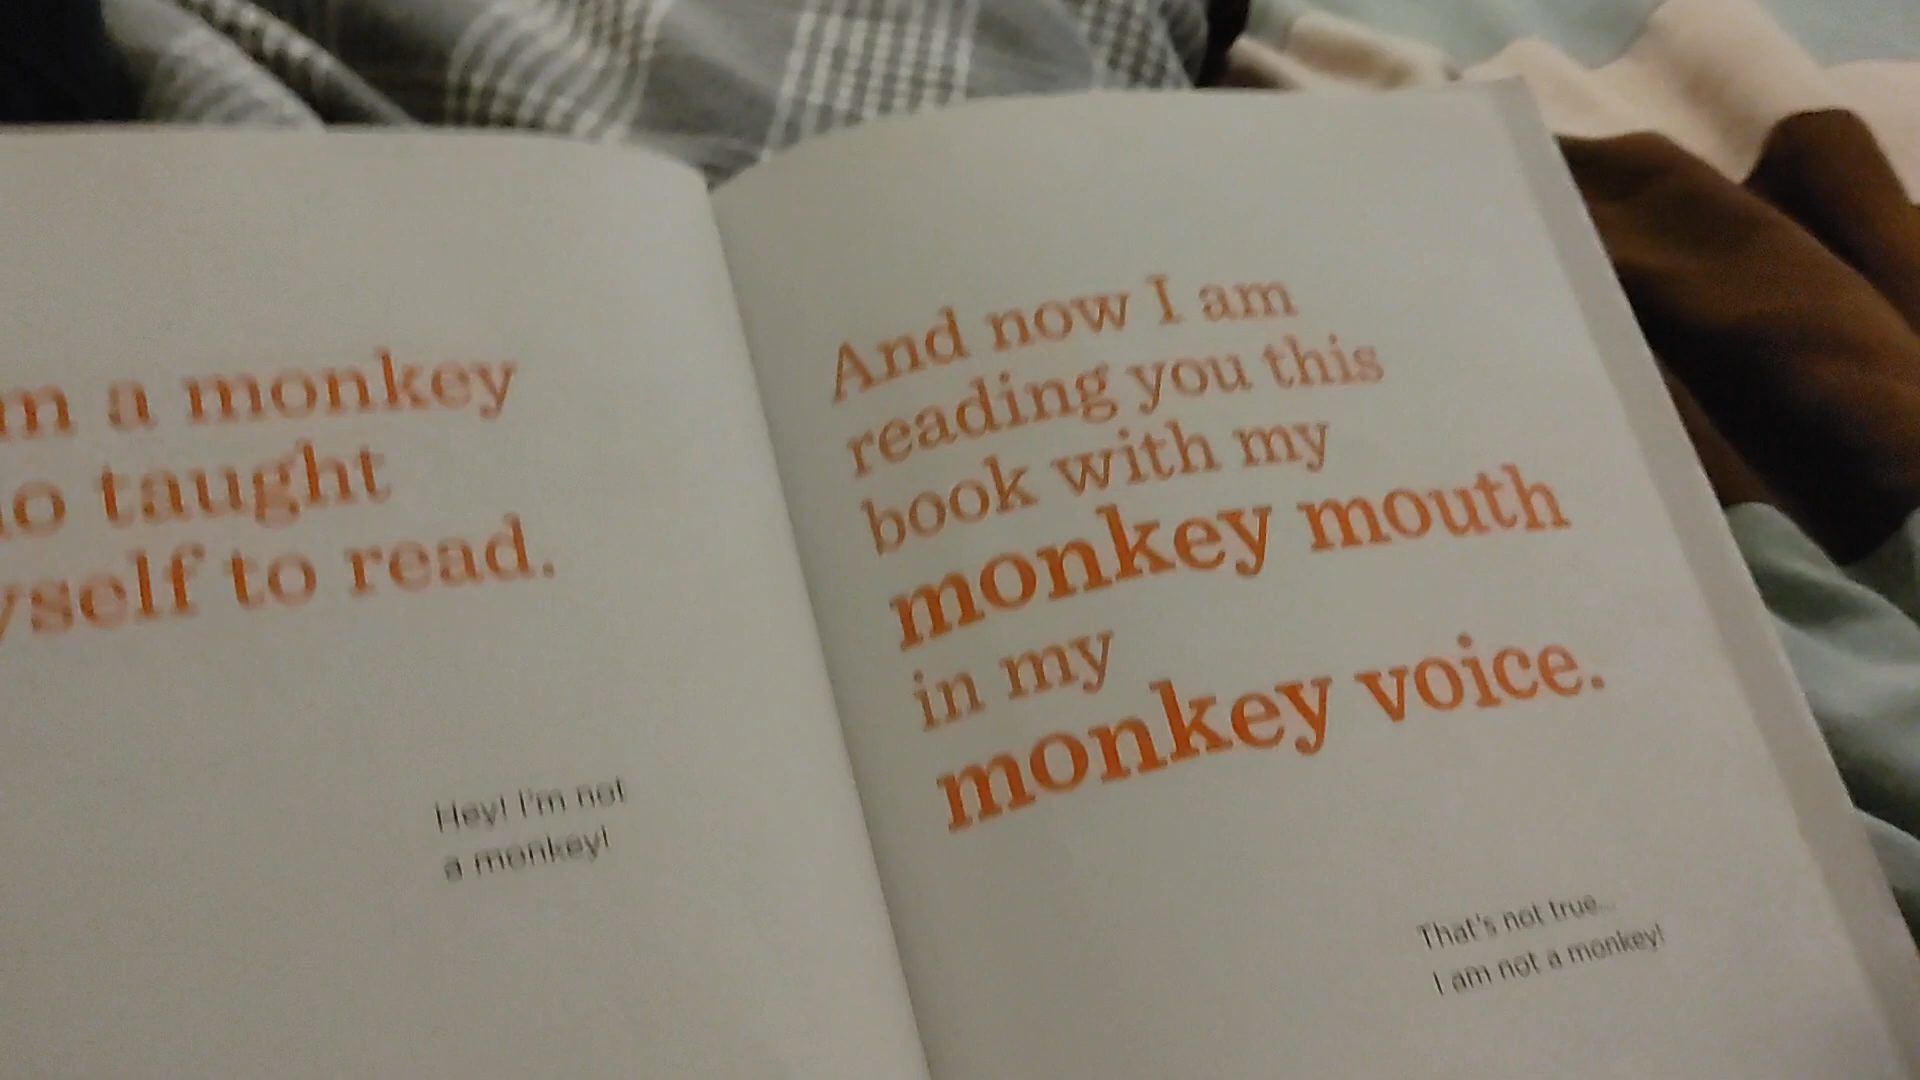 a monkey
taught
to read.
Hey! I'm not
a monkey!
And now I am
reading you this
book with my
monkey mouth
in my
monkey voice.
That's not true...
I am not a monkey!